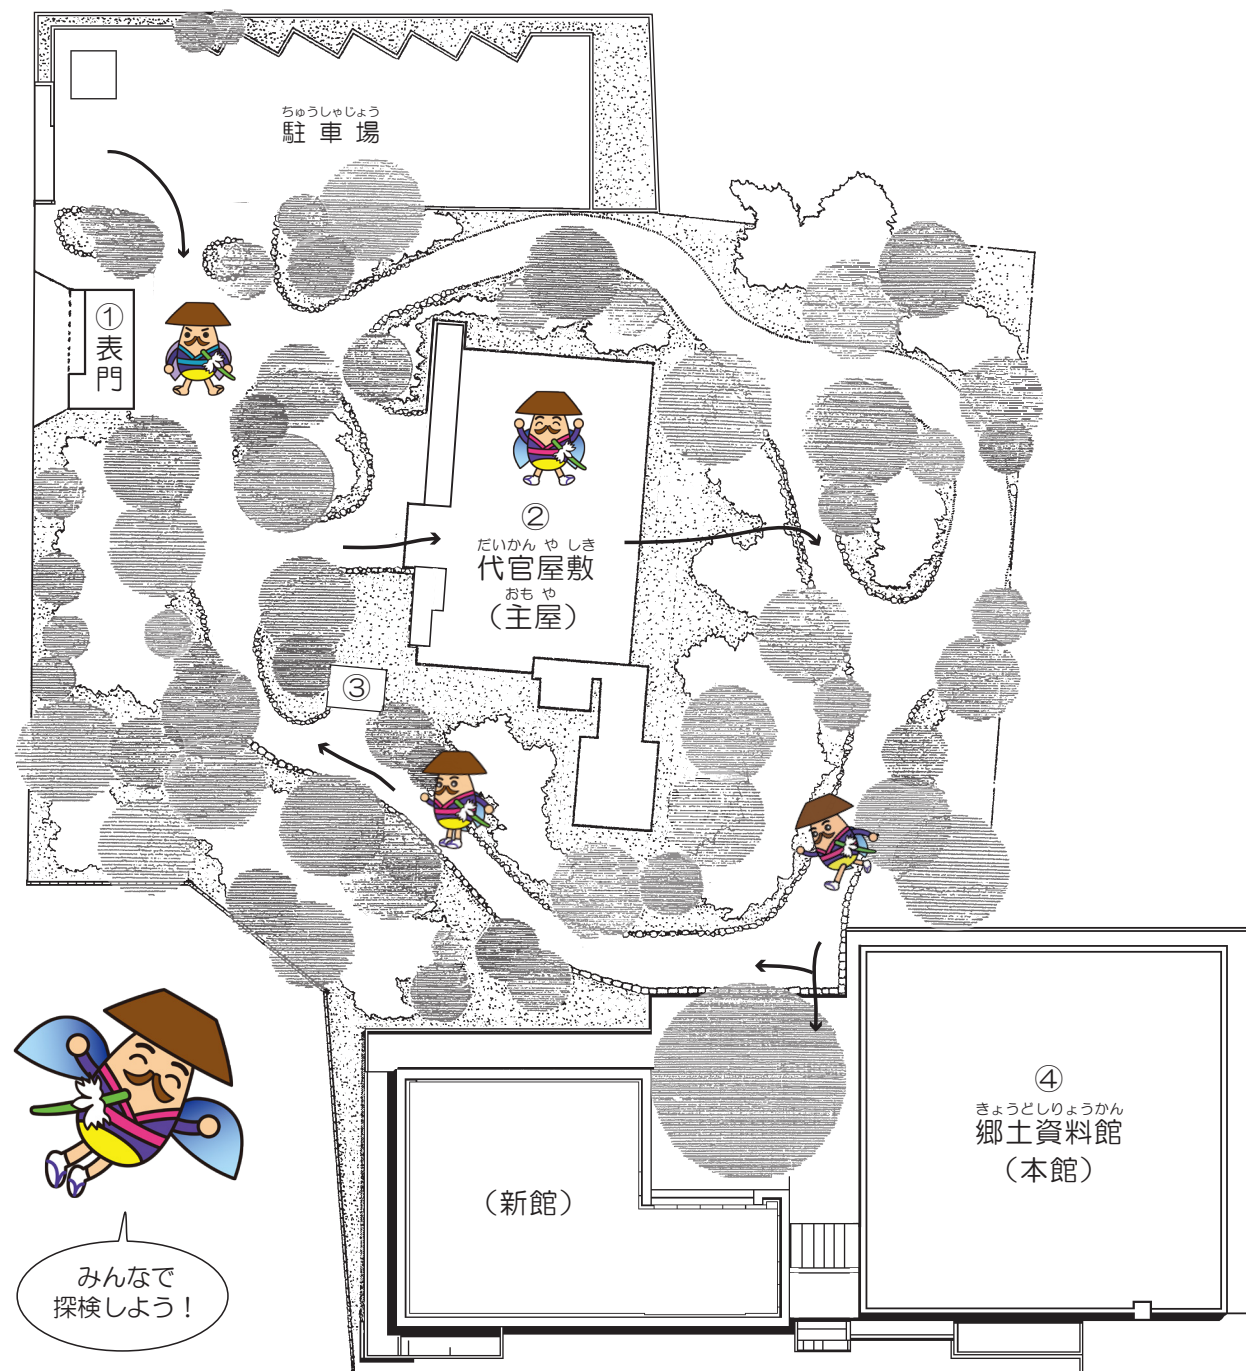 ちゅうしゃじょう
駐車場
①表門
②
だいかんやしき
代官屋敷
おもや
（主屋）
③
④
きょうどしりょうかん
郷土資料館
（本館）
（新館）
みんなで
探検しよう！